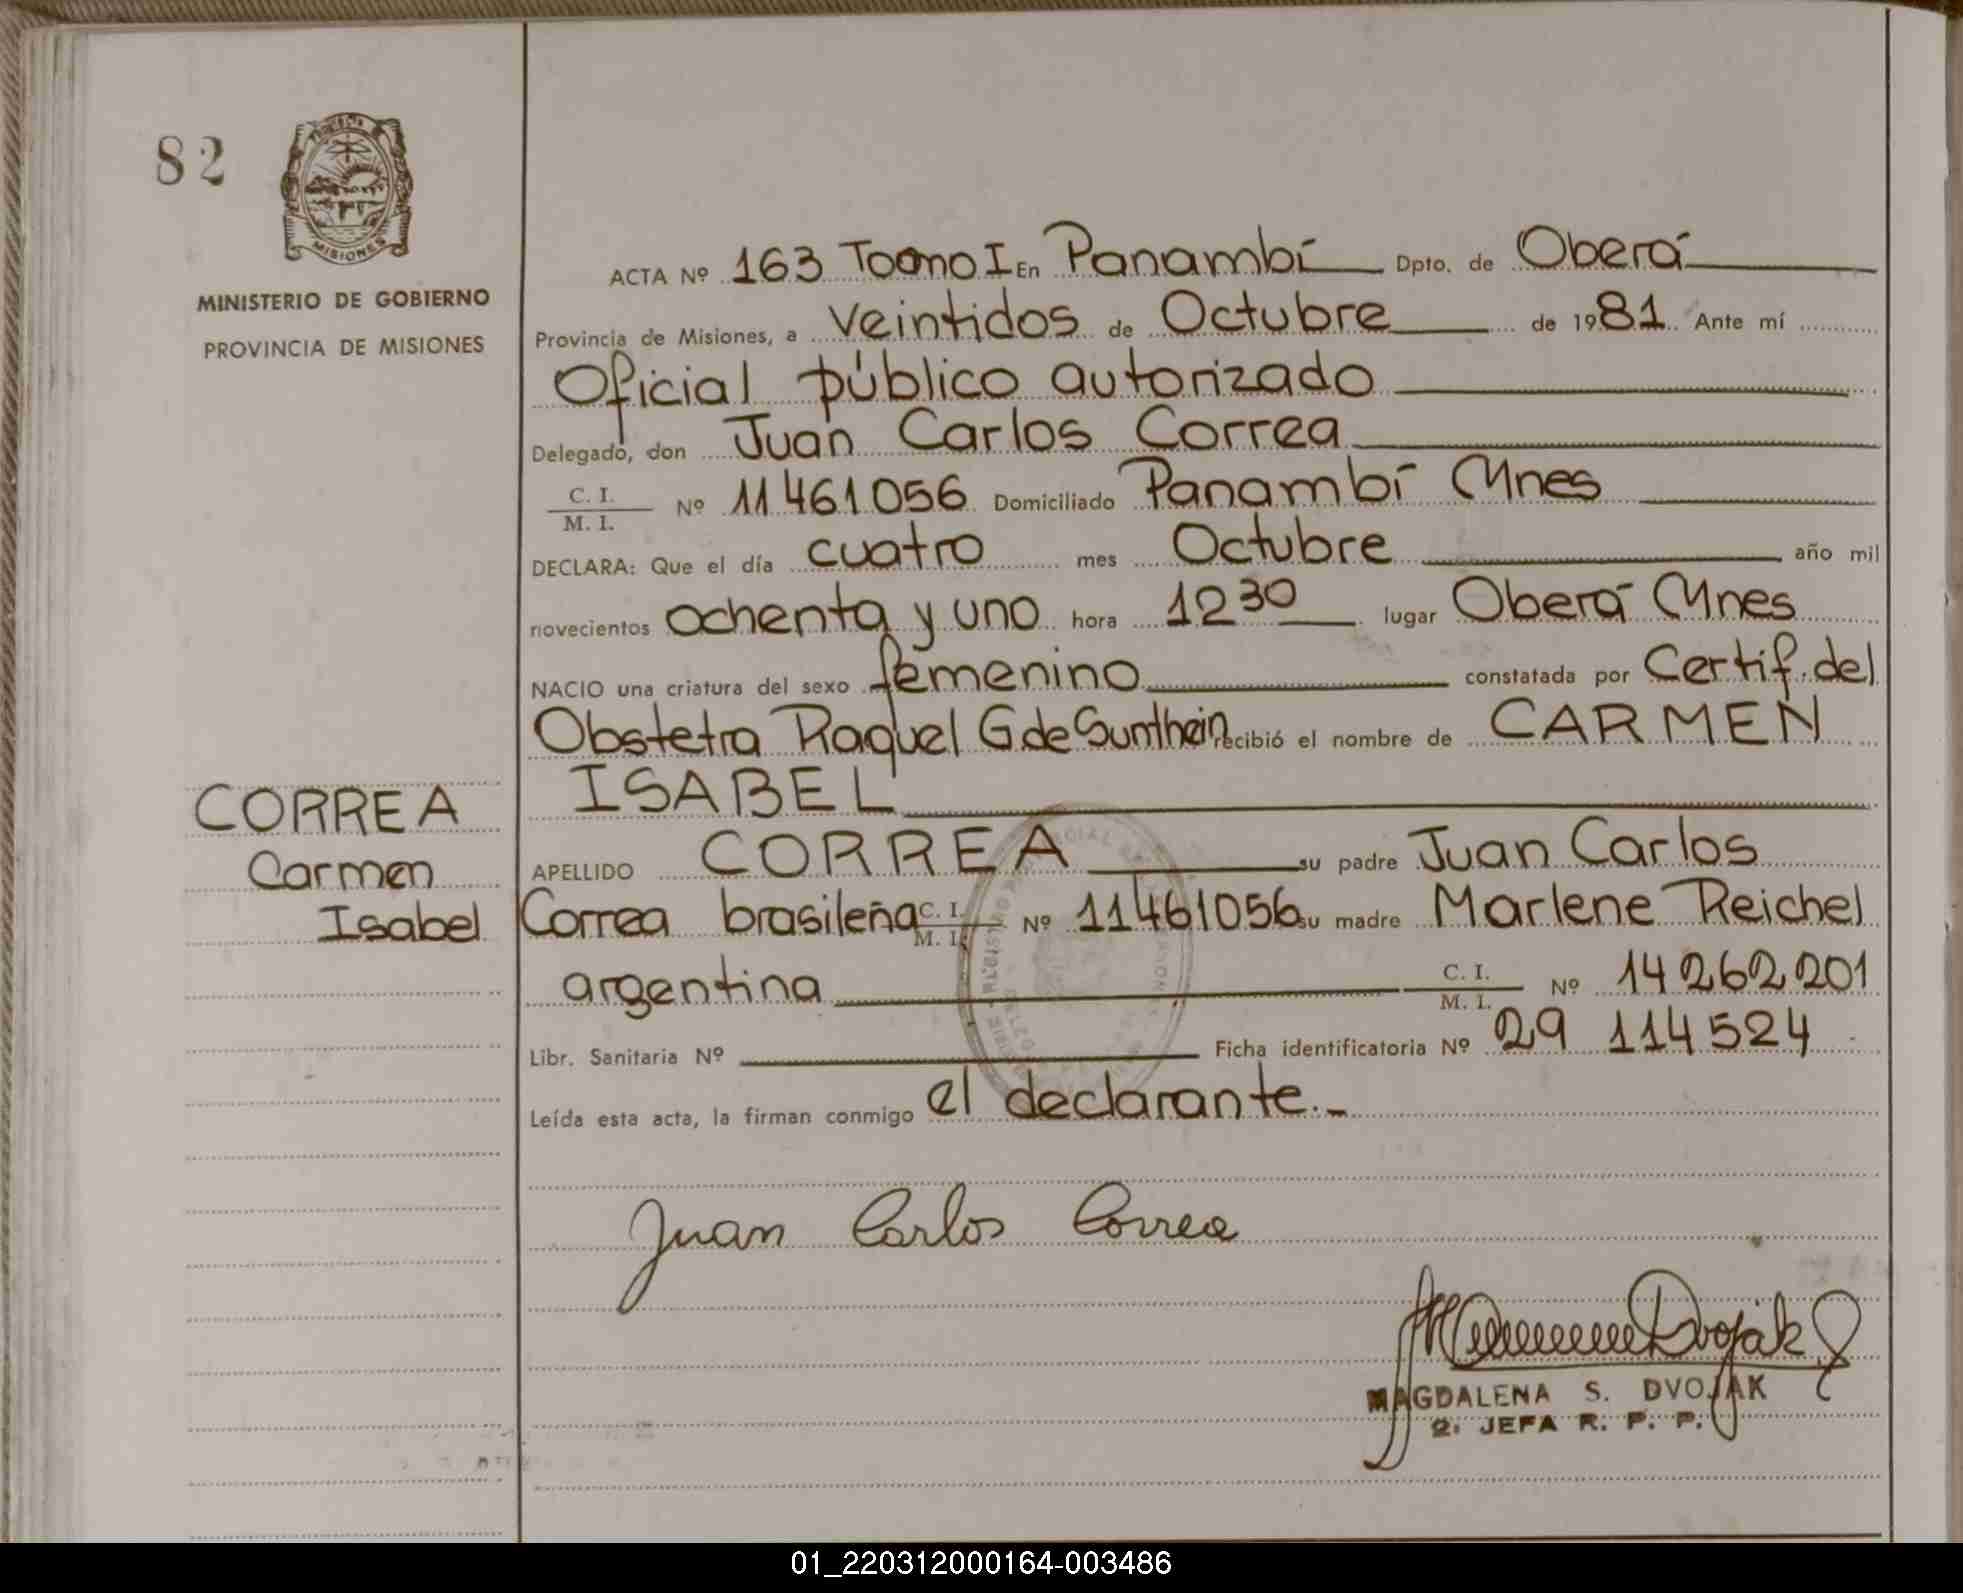 82
MISIONES
MINISTERIO DE GOBIERNO
PROVINCIA DE MISIONES
ACTA Nº 163 Toomo I En Panambí Dpto. de Oberá
Provincia de Misiones, a veintidos de Octubre de 1981 Ante mí
Oficial público autorizado
Delegado, don Juan Carlos Correa
C. I.
M. I. Nº 11461056 Domiciliado Panambí Mnes
DECLARA: Que el día cuatro mes Octubre año mil
novecientos ochenta y uno hora 12 30 lugar Oberá Mnes
NACIO una criatura del sexo femenino constatada por Certif. del
Obstetra Raquel G. de Sunthein recibió el nombre de CARMEN
ISABEL
CORREA
Carmen
Isabel
APELLIDO CORREA su padre Juan Carlos
Correa brasileña C. I.
M. I. Nº 11461056 su madre Marlene Reichel
argentina C. I.
M. I. Nº 14262201
Libr. Sanitaria Nº Ficha identificatoria Nº 29 114524
Leída esta acta, la firman conmigo el declarante.-
Juan Carlos Correa
Dvojak
MAGDALENA S. DVOJAK
2. JEFA R. P. P.
01_220312000164-003486